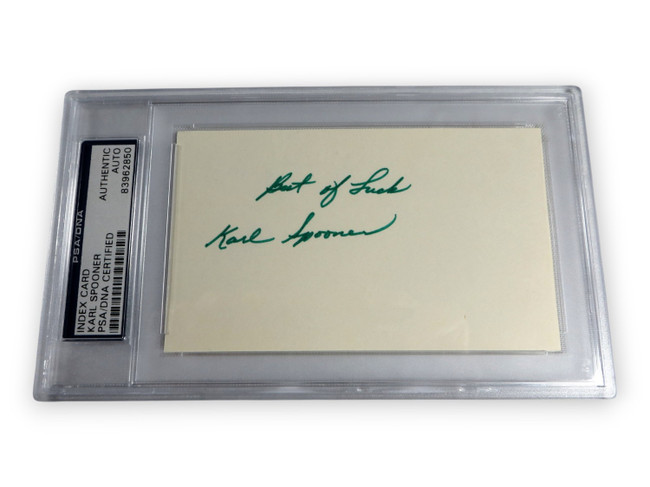 PSA/DNA
INDEX CARD
KARL SPOONER
PSA/DNA CERTIFIED
AUTHENTIC
AUTO
83962850
Best of Luck
Karl Spooner